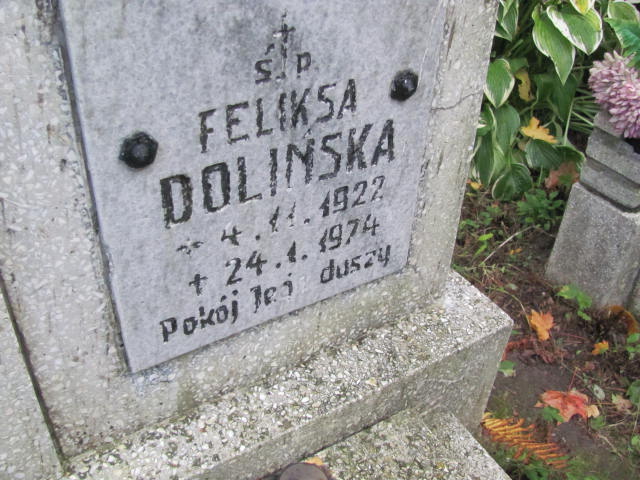 Ś. P.
FELIKSA
DOLIŃSKA
* 4. 11. 1922
+ 24. 1. 1974
Pokój Jej duszy